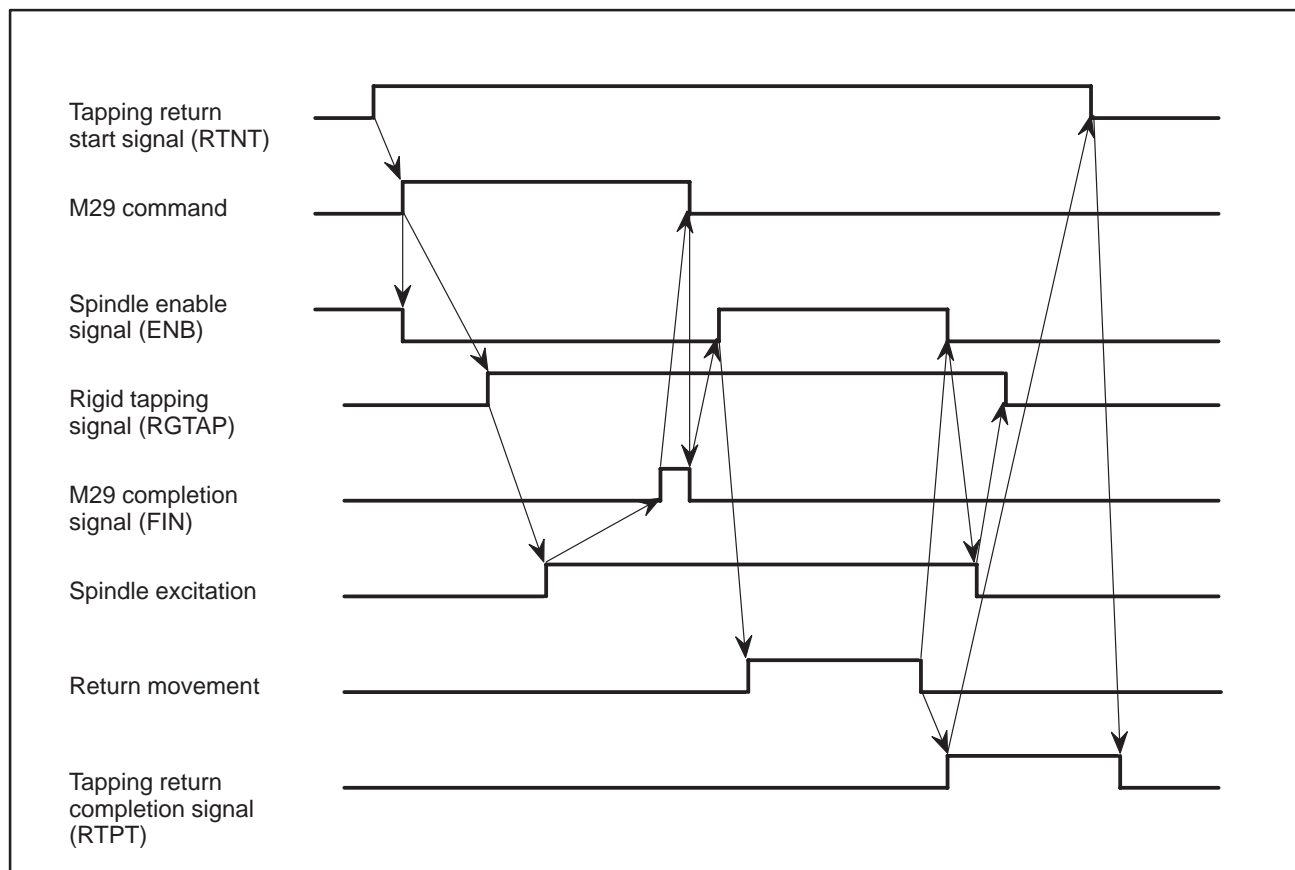 Tapping return
start signal (RTNT)
M29 command
Spindle enable
signal (ENB)
Rigid tapping
signal (RGTAP)
M29 completion
signal (FIN)
Spindle excitation
Return movement
Tapping return
completion signal
(RTPT)